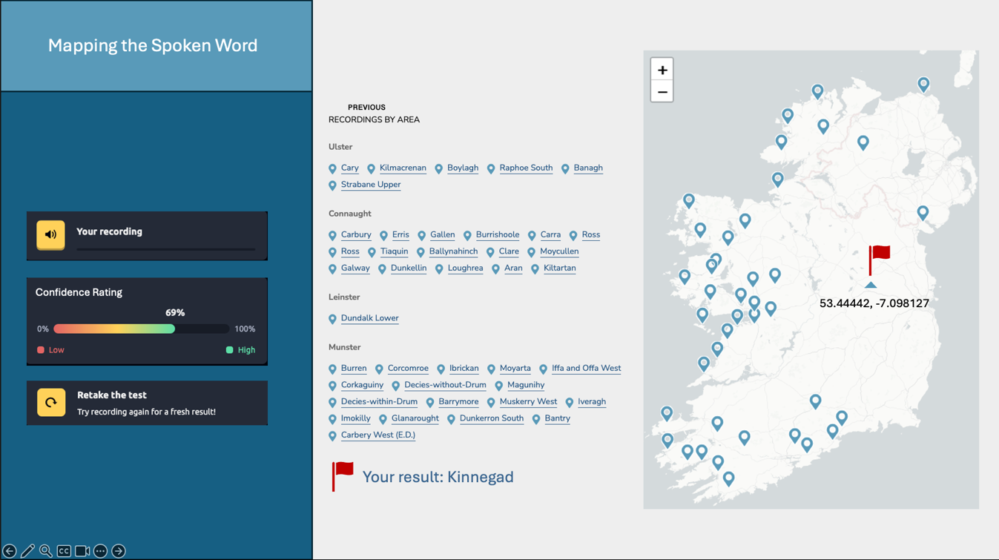 Mapping the Spoken Word
Your recording
Confidence Rating
69%
0% 100%
Low High
Retake the test
Try recording again for a fresh result!
CC
PREVIOUS
RECORDINGS BY AREA
Ulster
Cary Kilmacrenan Boylagh Raphoe South Banagh
Strabane Upper
Connaught
Carbury Erris Gallen Burrishoole Carra Ross
Ross Tiaquin Ballynahinch Clare Moycullen
Galway Dunkellin Loughrea Aran Kiltartan
Leinster
Dundalk Lower
Munster
Burren Corcomroe Ibrickan Moyarta Iffa and Offa West
Corkaguiny Decies-without-Drum Magunihy
Decies-within-Drum Barrymore Muskerry West Iveragh
Imokilly Glanarought Dunkerron South Bantry
Carbery West (E.D.)
Your result: Kinnegad
+
−
53.44442, -7.098127